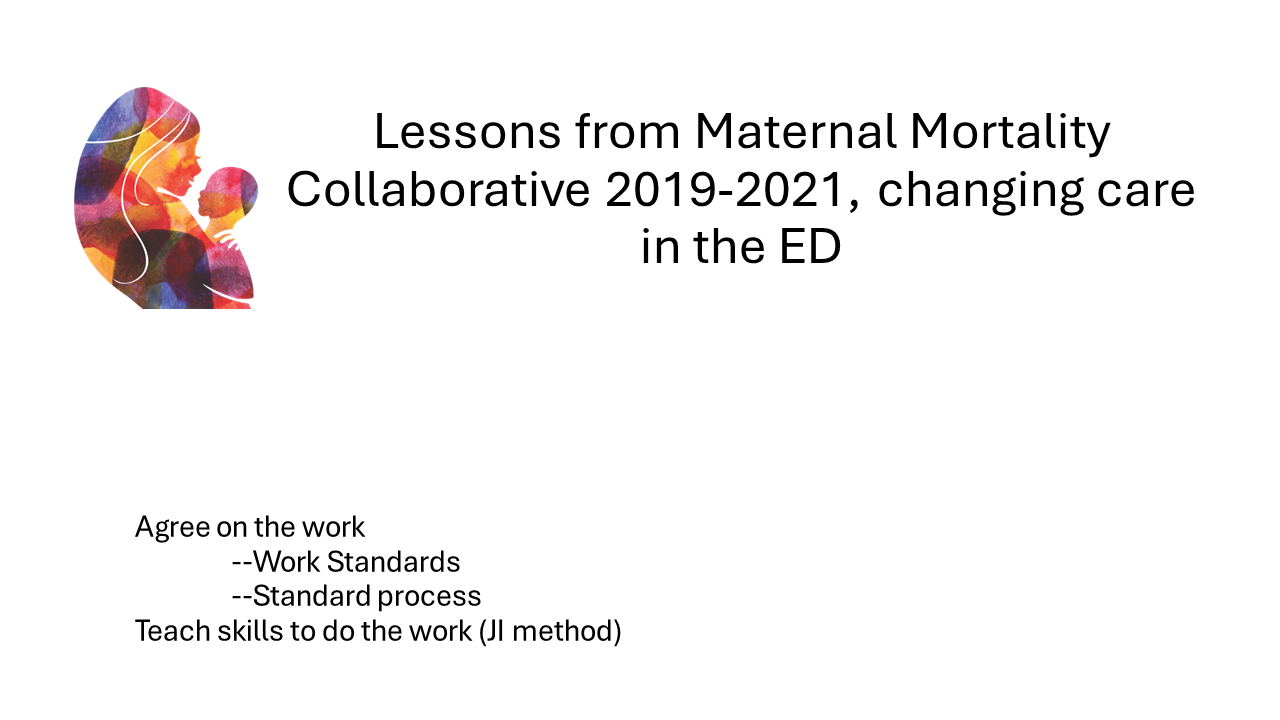 Lessons from Maternal Mortality
Collaborative 2019-2021, changing care
in the ED
Agree on the work
--Work Standards
--Standard process
Teach skills to do the work (JI method)